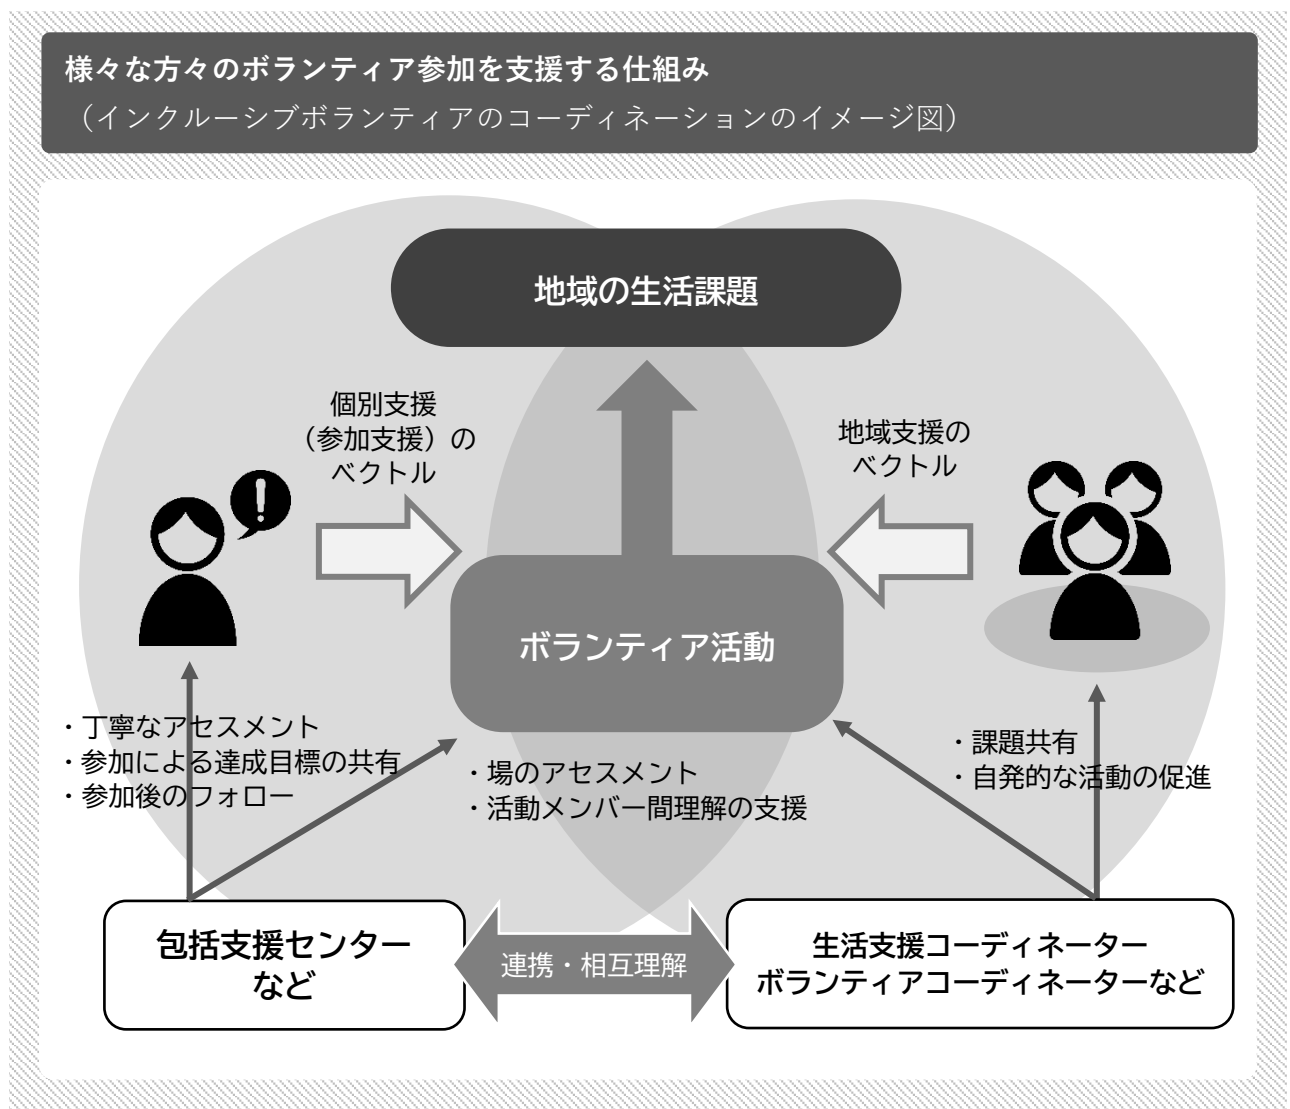 様々な方々のボランティア参加を支援する仕組み
（インクルーシブボランティアのコーディネーションのイメージ図）
地域の生活課題
個別支援
（参加支援）の
ベクトル
地域支援の
ベクトル
ボランティア活動
・丁寧なアセスメント
・参加による達成目標の共有
・参加後のフォロー
・場のアセスメント
・活動メンバー間理解の支援
・課題共有
・自発的な活動の促進
包括支援センター
など
連携・相互理解
生活支援コーディネーター
ボランティアコーディネーターなど